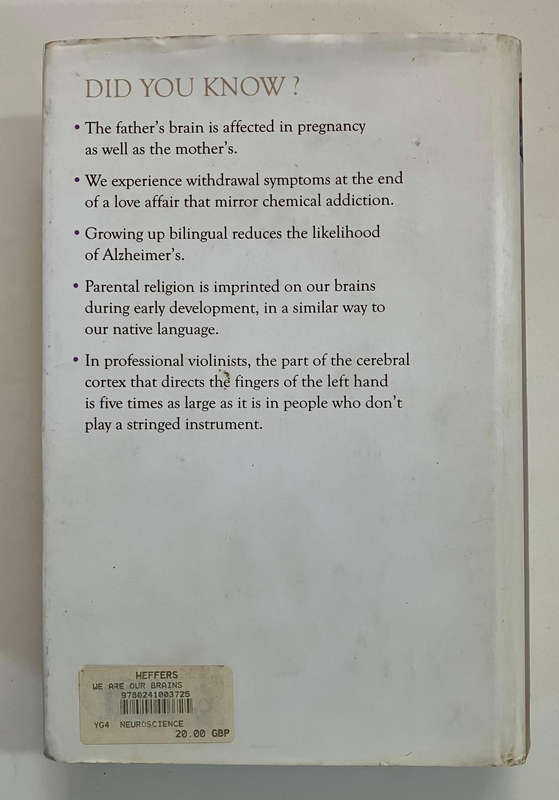 DID YOU KNOW?
• The father's brain is affected in pregnancy
as well as the mother's.
• We experience withdrawal symptoms at the end
of a love affair that mirror chemical addiction.
• Growing up bilingual reduces the likelihood
of Alzheimer's.
• Parental religion is imprinted on our brains
during early development, in a similar way to
our native language.
• In professional violinists, the part of the cerebral
cortex that directs the fingers of the left hand
is five times as large as it is in people who don't
play a stringed instrument.
HEFFERS
WE ARE OUR BRAINS
9780241003725
YG4 NEUROSCIENCE
20.00 GBP